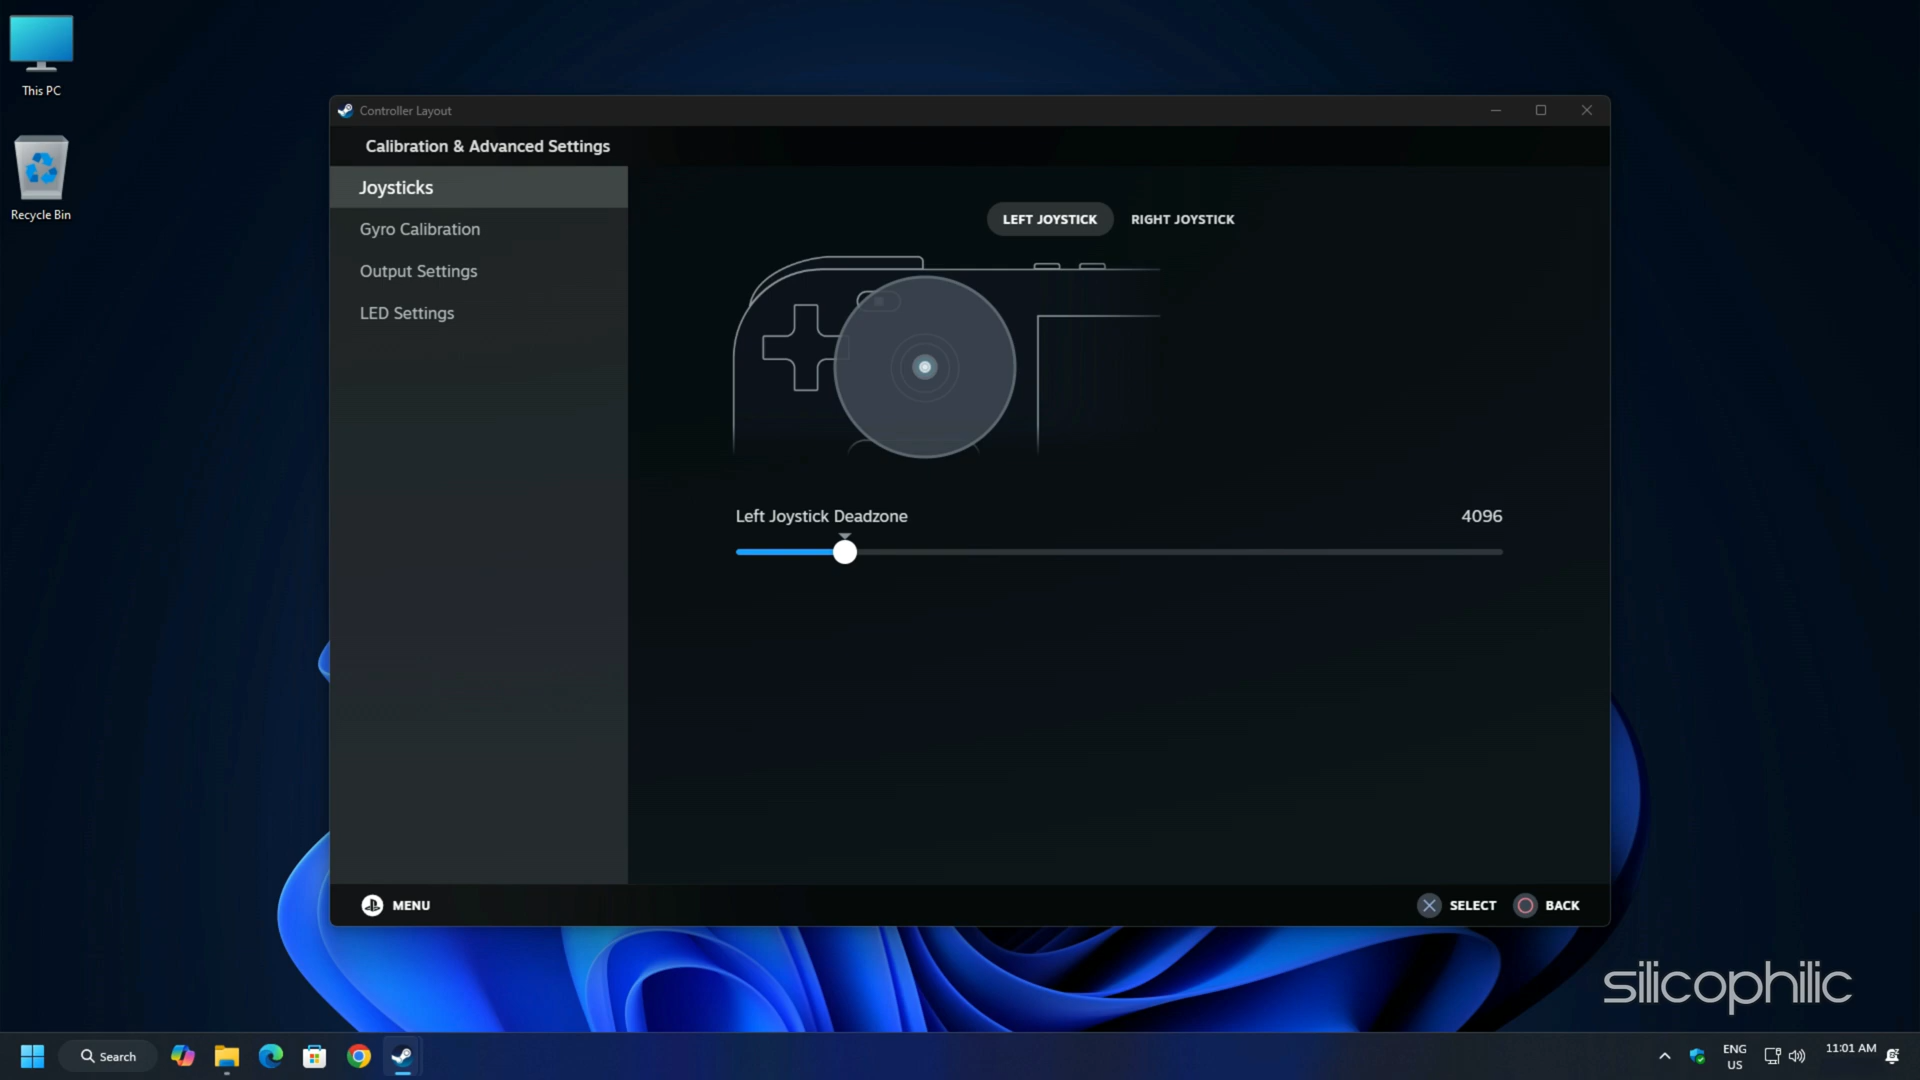 This PC
Recycle Bin
Controller Layout
Calibration & Advanced Settings
Joysticks
Gyro Calibration
Output Settings
LED Settings
LEFT JOYSTICK RIGHT JOYSTICK
Left Joystick Deadzone 4096
MENU
SELECT BACK
silicophilic
Search
ENG
US
11:01 AM